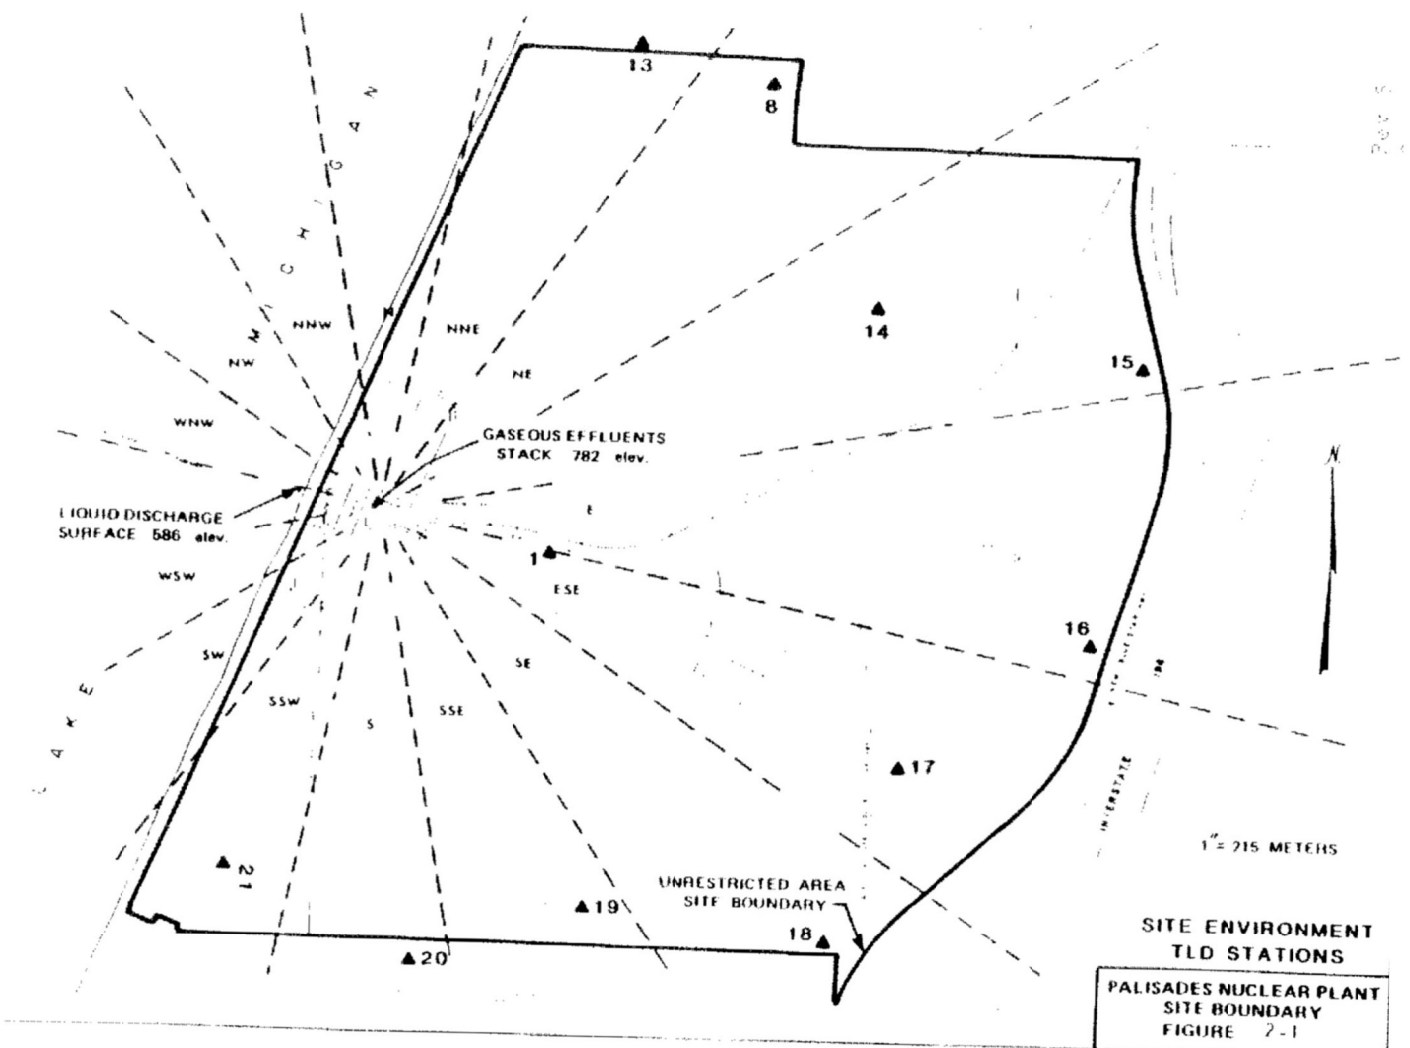 13
8
Rev 5
LAKE MICHIGAN
14
15
NNW
NNE
NW
NE
WNW
GASEOUS EFFLUENTS
STACK 782 elev.
N
LIQUID DISCHARGE
SURFACE 586 elev.
E
1
WSW
ESE
16
SW
SE
SSW
S
SSE
17
INTERSTATE
1" = 215 METERS
21
UNRESTRICTED AREA
SITE BOUNDARY
19
18
20
SITE ENVIRONMENT
TLD STATIONS
PALISADES NUCLEAR PLANT
SITE BOUNDARY
FIGURE 2-1